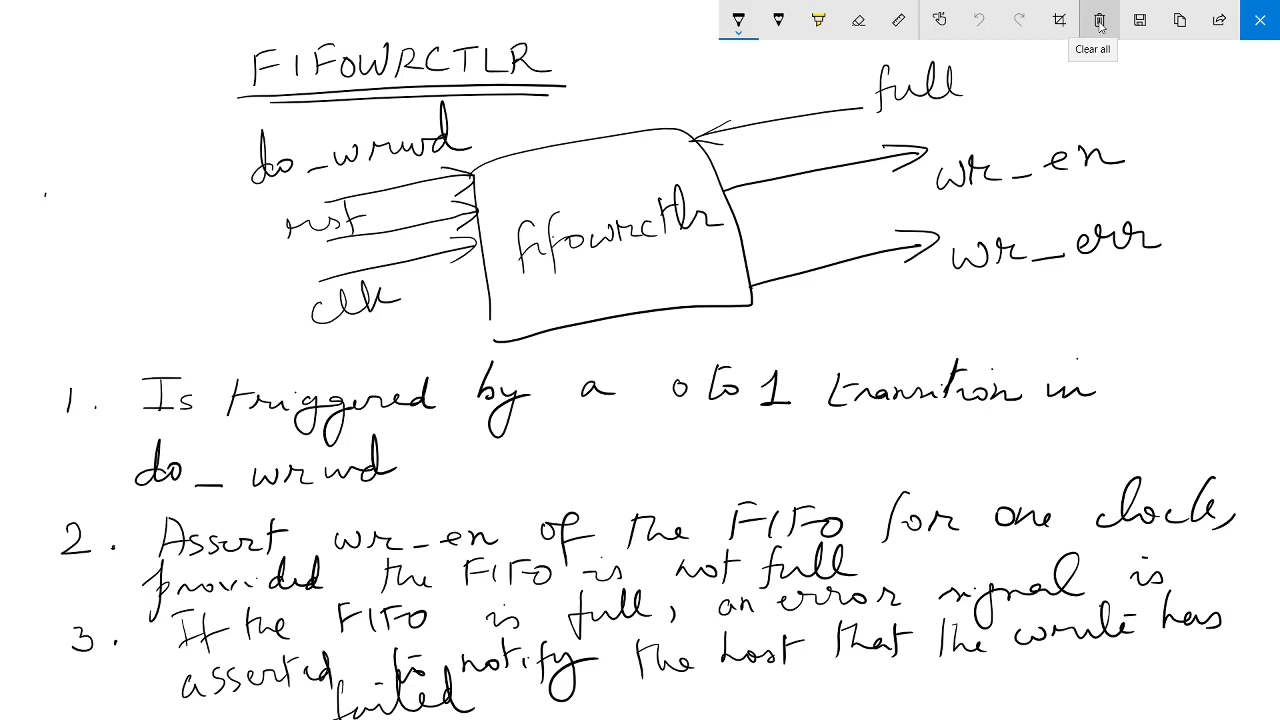 Clear all
FIFOWRCTLR
full
do_wrwd
wr_en
rst
fifowrctlr
wr_err
clk
1. Is triggered by a 0 to 1 transition in
do_wrwd
2. Assert wr_en of the FIFO for one clock,
provided the FIFO is not full
3. If the FIFO is full, an error signal is
asserted to notify the host that the write has
failed